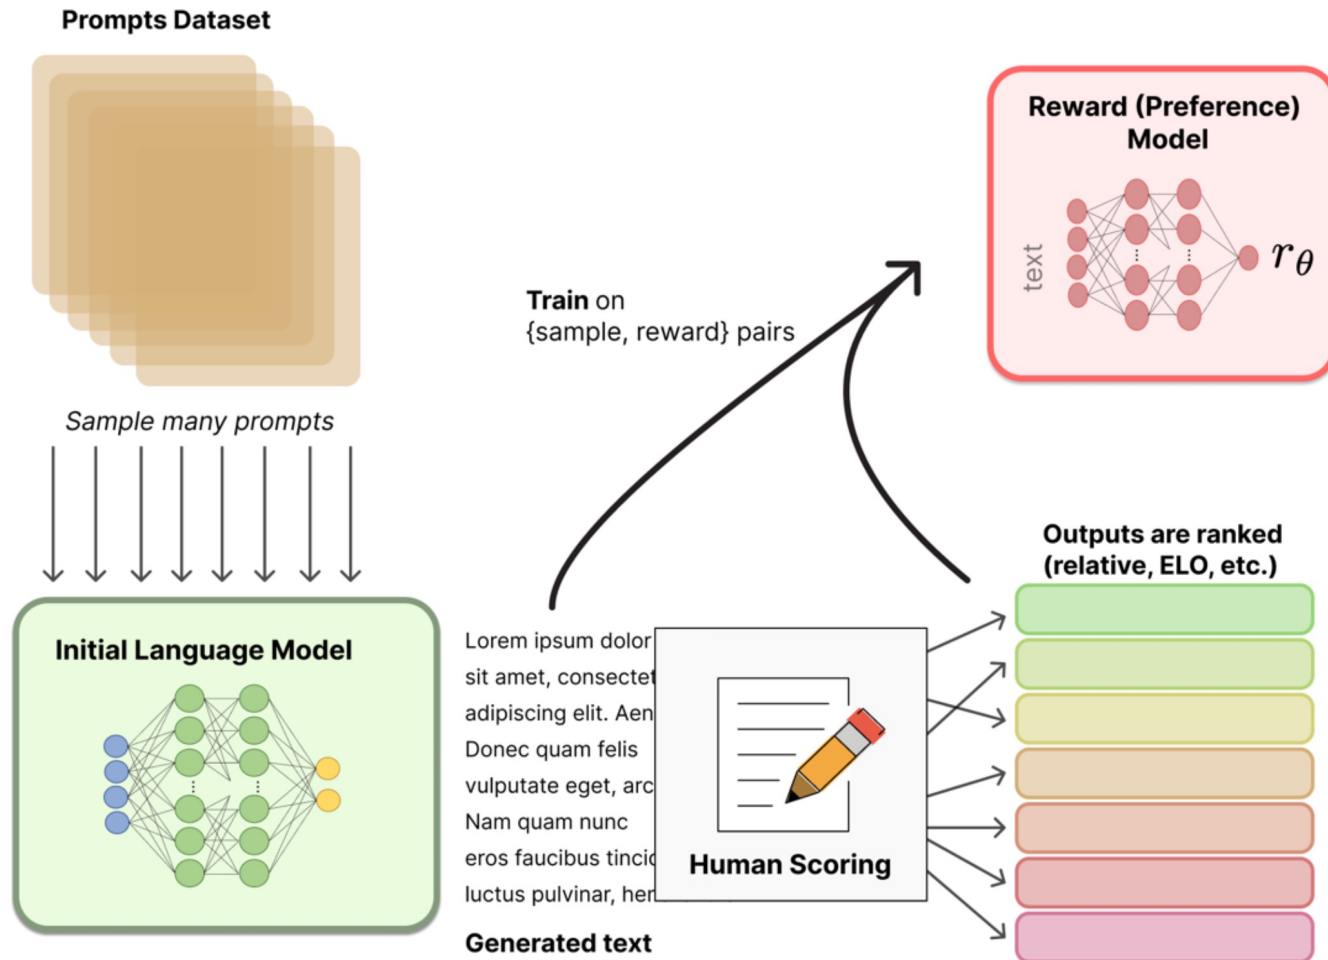 Prompts Dataset
Sample many prompts
Initial Language Model
Train on
{sample, reward} pairs
Reward (Preference)
Model
text
r_θ
Lorem ipsum dolor
sit amet, consectet
adipiscing elit. Aen
Donec quam felis
vulputate eget, arc
Nam quam nunc
eros faucibus tincid
luctus pulvinar, her
Generated text
Human Scoring
Outputs are ranked
(relative, ELO, etc.)